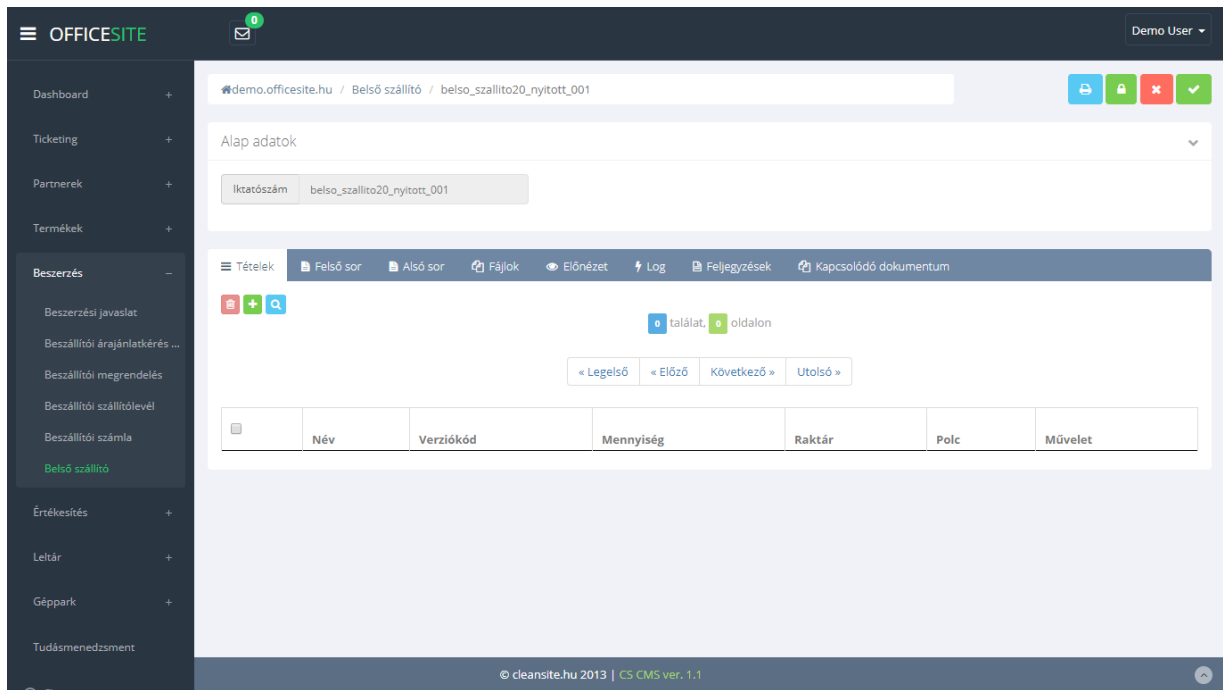 OFFICESITE
0
Demo User
Dashboard +
Ticketing +
Partnerek +
Termékek +
Beszerzés –
Beszerzési javaslat
Beszállítói árajánlatkérés ...
Beszállítói megrendelés
Beszállítói szállítólevél
Beszállítói számla
Belső szállító
Értékesítés +
Leltár +
Géppark +
Tudásmenedzsment
demo.officesite.hu / Belső szállító / belso_szallito20_nyitott_001
Alap adatok
Iktatószám belso_szallito20_nyitott_001
Tételek Felső sor Alsó sor Fájlok Előnézet Log Feljegyzések Kapcsolódó dokumentum
0 találat, 0 oldalon
« Legelső « Előző Következő » Utolsó »
Név Verziókód Mennyiség Raktár Polc Művelet
© cleansite.hu 2013 | CS CMS ver. 1.1